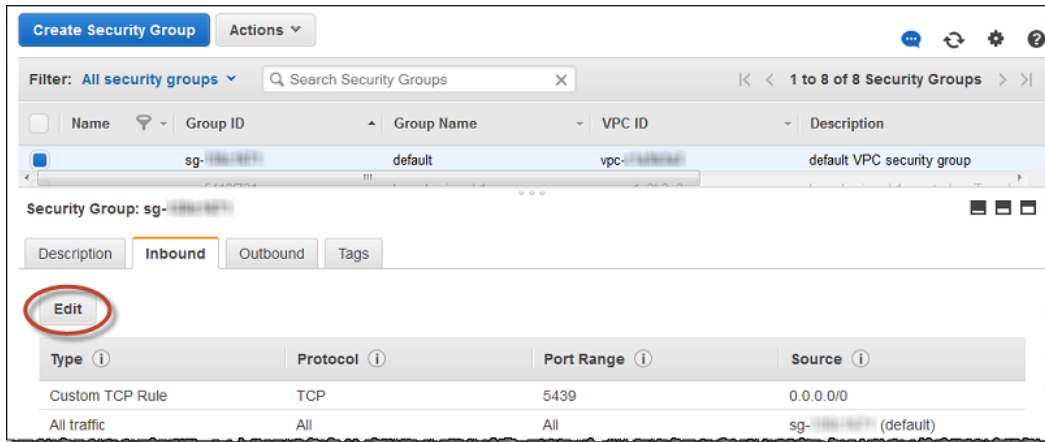 Create Security Group Actions
Filter: All security groups Search Security Groups 1 to 8 of 8 Security Groups
Name Group ID Group Name VPC ID Description
sg- default vpc- default VPC security group
Security Group: sg-
Description Inbound Outbound Tags
Edit
Type Protocol Port Range Source
Custom TCP Rule TCP 5439 0.0.0.0/0
All traffic All All sg- (default)